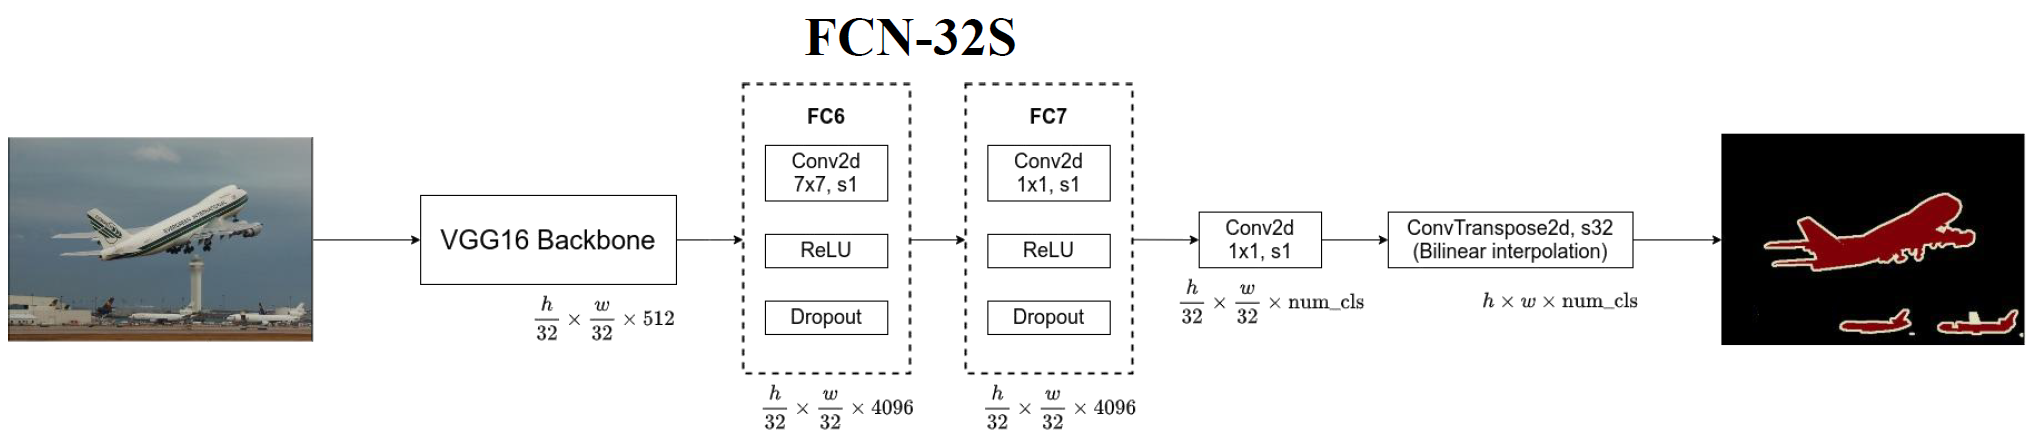 FCN-32S
VGG16 Backbone
h/32 × w/32 × 512
FC6
Conv2d
7x7, s1
ReLU
Dropout
h/32 × w/32 × 4096
FC7
Conv2d
1x1, s1
ReLU
Dropout
h/32 × w/32 × 4096
Conv2d
1x1, s1
h/32 × w/32 × num_cls
ConvTranspose2d, s32
(Bilinear interpolation)
h × w × num_cls